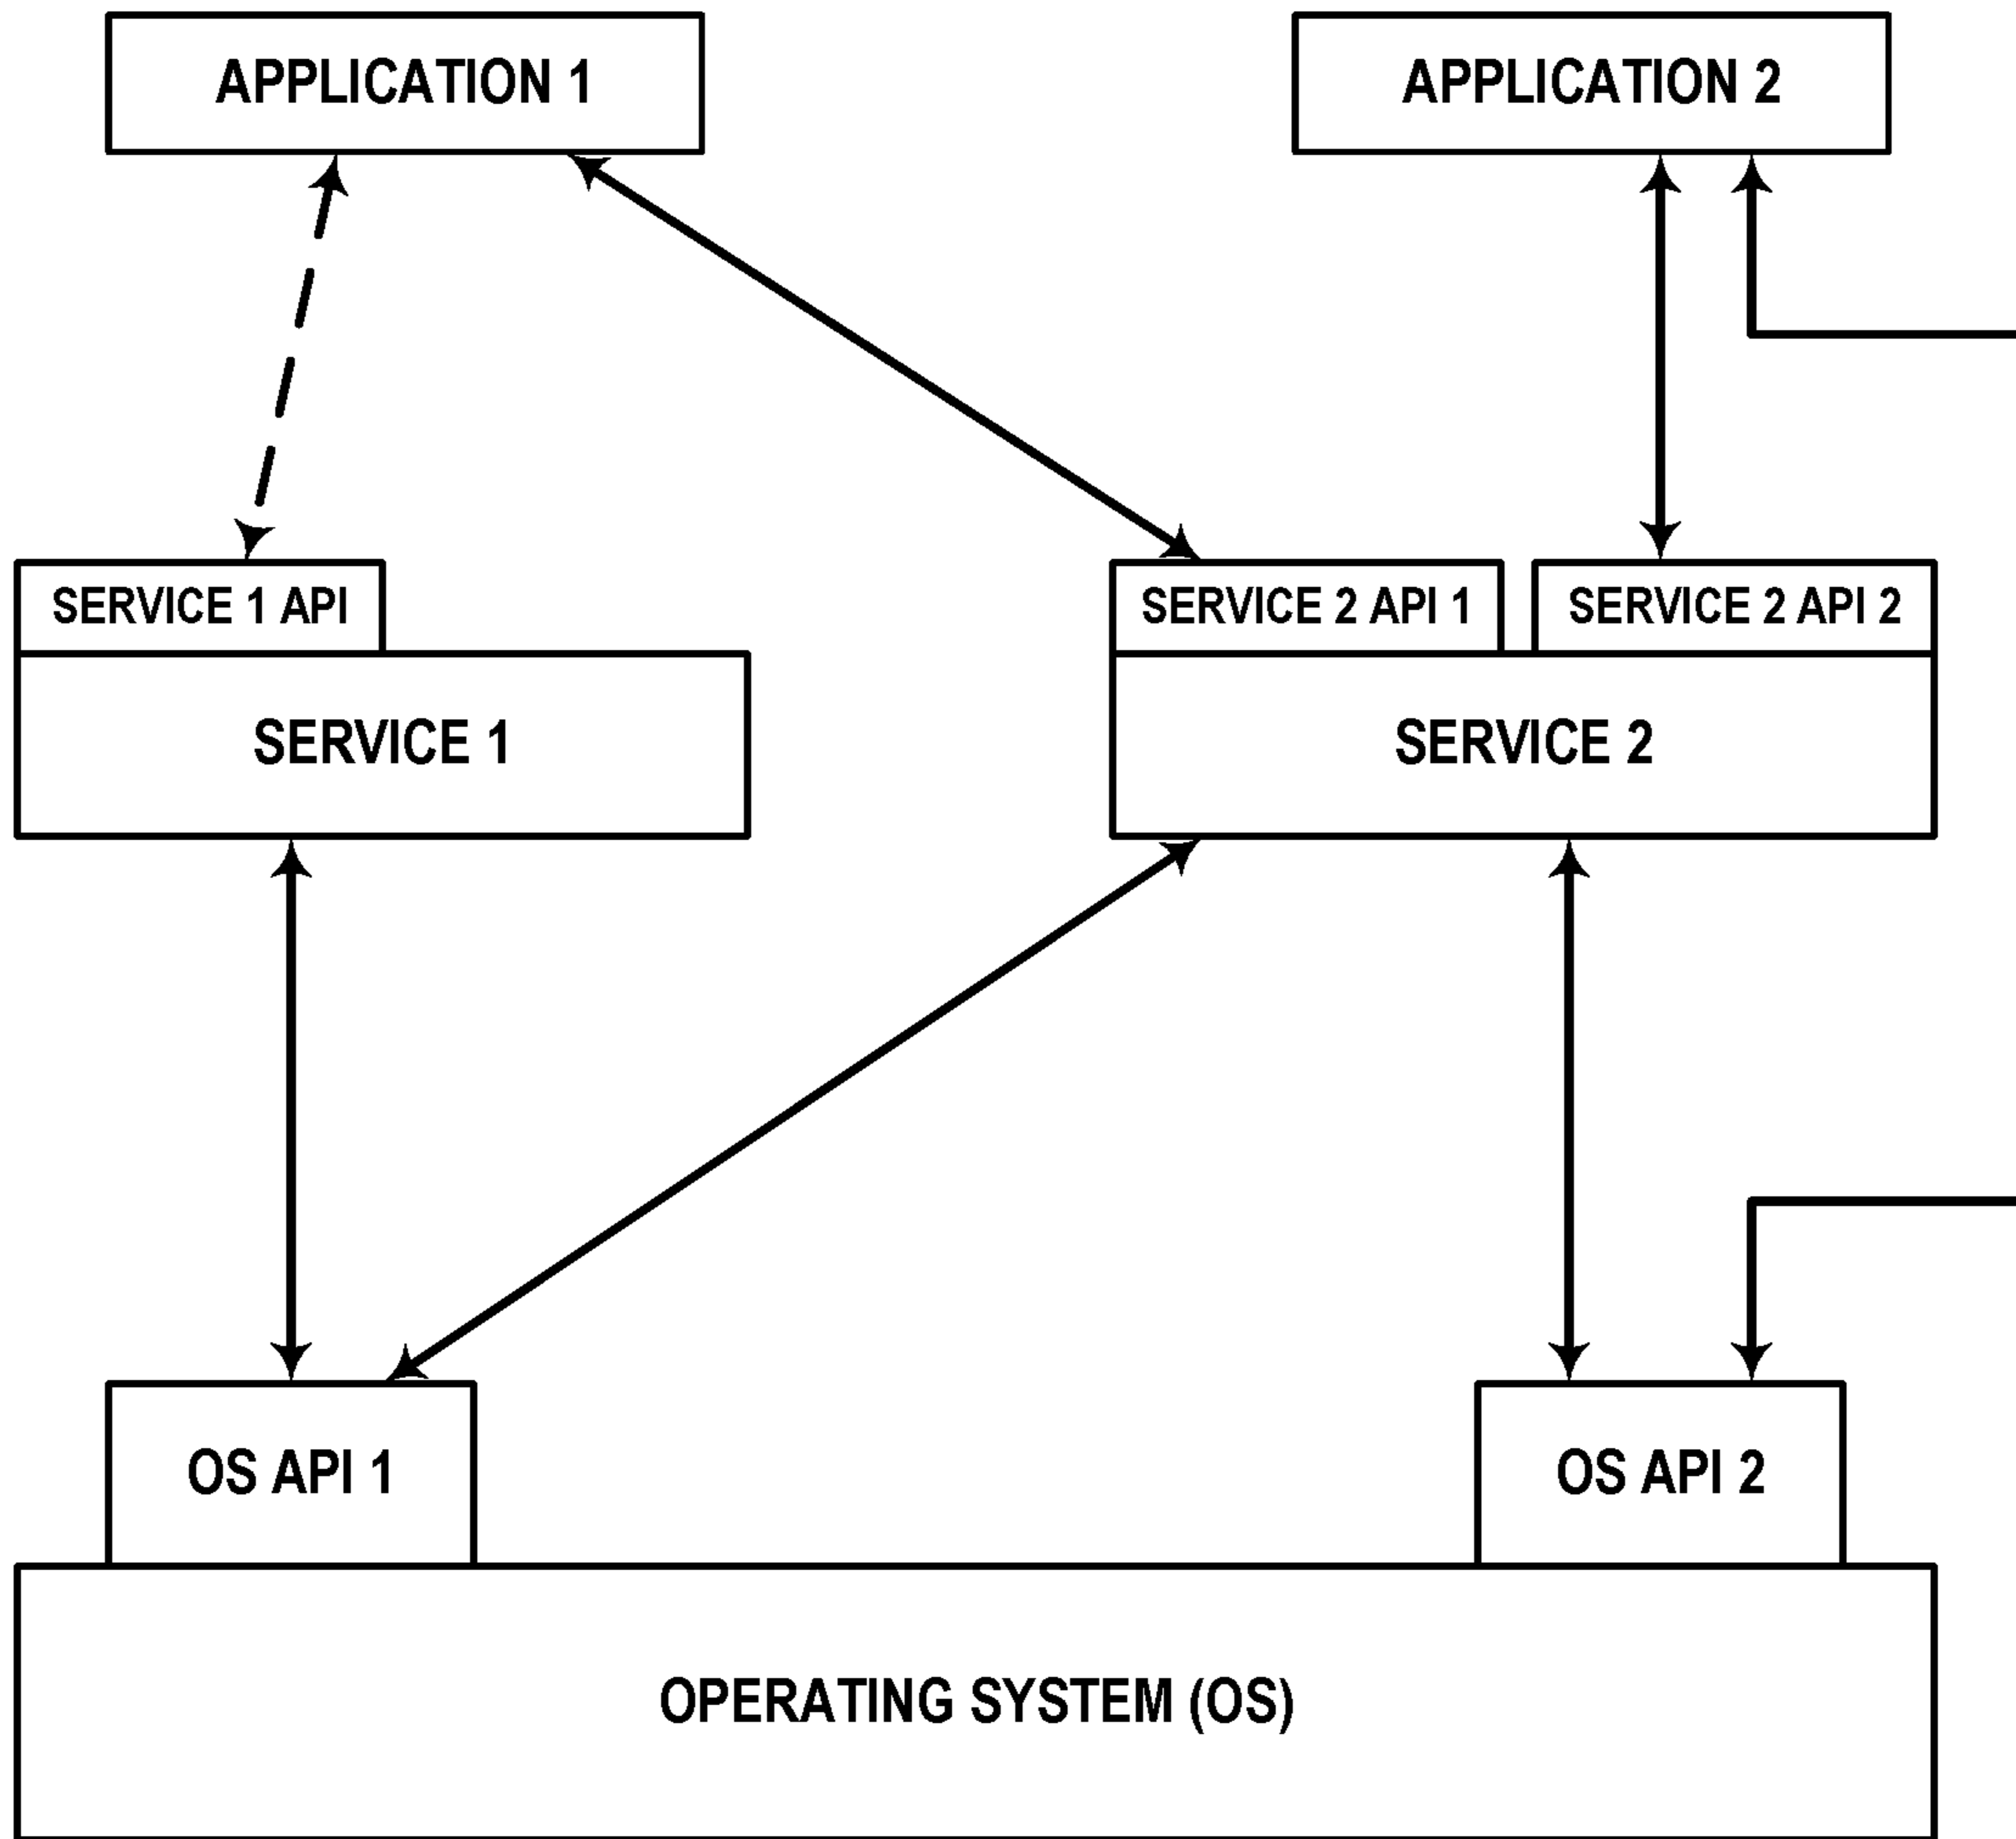 APPLICATION 1
APPLICATION 2
SERVICE 1 API
SERVICE 2 API 1
SERVICE 2 API 2
SERVICE 1
SERVICE 2
OS API 1
OS API 2
OPERATING SYSTEM (OS)